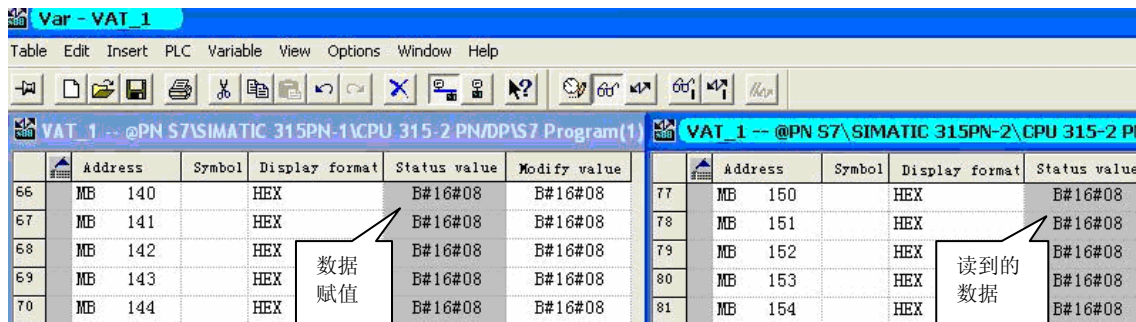 Var - VAT_1
Table Edit Insert PLC Variable View Options Window Help
VAT_1 -- @PN S7\SIMATIC 315PN-1\CPU 315-2 PN/DP\S7 Program(1)
Address Symbol Display format Status value Modify value
66 MB 140 HEX B#16#08 B#16#08
67 MB 141 HEX B#16#08 B#16#08
68 MB 142 HEX B#16#08 B#16#08
69 MB 143 HEX B#16#08 B#16#08
70 MB 144 HEX B#16#08 B#16#08
数据
赋值
VAT_1 -- @PN S7\SIMATIC 315PN-2\CPU 315-2
Address Symbol Display format Status value
77 MB 150 HEX B#16#08
78 MB 151 HEX B#16#08
79 MB 152 HEX B#16#08
80 MB 153 HEX B#16#08
81 MB 154 HEX B#16#08
读到的
数据